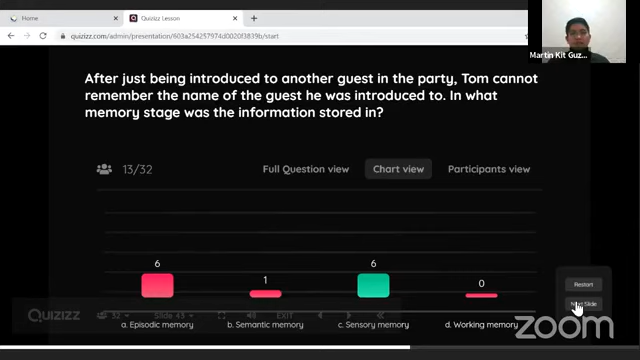 Home
Quizizz Lesson
quizizz.com/admin/presentation/603a254257974d0020f3839b/start
Martin Kit Guz...
After just being introduced to another guest in the party, Tom cannot
remember the name of the guest he was introduced to. In what
memory stage was the information stored in?
13/32
Full Question view
Chart view
Participants view
6
1
6
0
Restart
Next Slide
Quizizz
32
Slide 43
EXIT
a. Episodic memory
b. Semantic memory
c. Sensory memory
d. Working memory
zoom